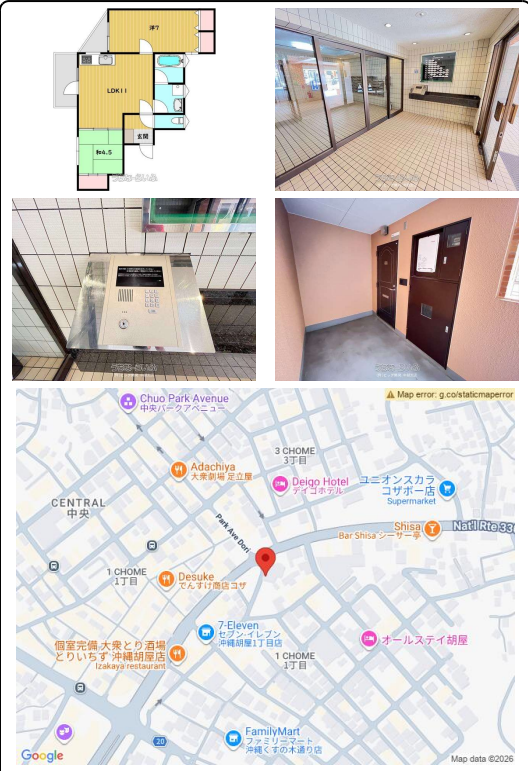 洋7
LDK11
玄関
和4.5
Chuo Park Avenue
中央パークアベニュー
Map error: g.co/staticmaperror
Adachiya
大衆劇場 足立屋
3 CHOME
3丁目
Deigo Hotel
デイゴホテル
ユニオンスカラ
コザボー店
Supermarket
CENTRAL
中央
Park Ave Dori
Shisa
Bar Shisa シーサー亭
Nat'l Rte 330
1 CHOME
1丁目
Desuke
でんすけ商店コザ
7-Eleven
セブン-イレブン
沖縄胡屋1丁目店
個室完備 大衆とり酒場
とりいちず 沖縄胡屋店
Izakaya restaurant
1 CHOME
1丁目
オールステイ胡屋
20
FamilyMart
ファミリーマート
沖縄くすの木通り店
Google
Map data ©2026